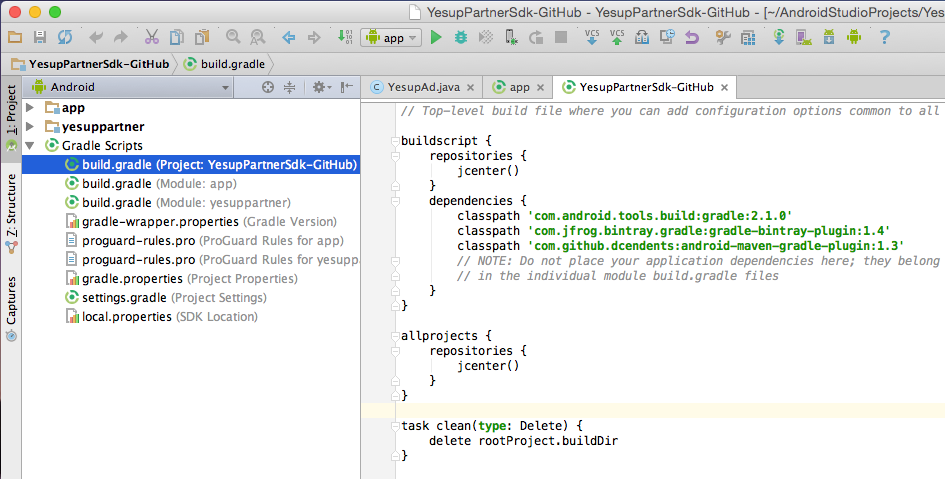 YesupPartnerSdk-GitHub - YesupPartnerSdk-GitHub - [~/AndroidStudioProjects/Yes
app
VCS VCS
YesupPartnerSdk-GitHub build.gradle
1: Project
Z: Structure
Captures
Android
app
yesuppartner
Gradle Scripts
build.gradle (Project: YesupPartnerSdk-GitHub)
build.gradle (Module: app)
build.gradle (Module: yesuppartner)
gradle-wrapper.properties (Gradle Version)
proguard-rules.pro (ProGuard Rules for app)
proguard-rules.pro (ProGuard Rules for yesupp
gradle.properties (Project Properties)
settings.gradle (Project Settings)
local.properties (SDK Location)
YesupAd.java app YesupPartnerSdk-GitHub
// Top-level build file where you can add configuration options common to all
buildscript {
repositories {
jcenter()
}
dependencies {
classpath 'com.android.tools.build:gradle:2.1.0'
classpath 'com.jfrog.bintray.gradle:gradle-bintray-plugin:1.4'
classpath 'com.github.dcendents:android-maven-gradle-plugin:1.3'
// NOTE: Do not place your application dependencies here; they belong
// in the individual module build.gradle files
}
}
allprojects {
repositories {
jcenter()
}
}
task clean(type: Delete) {
delete rootProject.buildDir
}